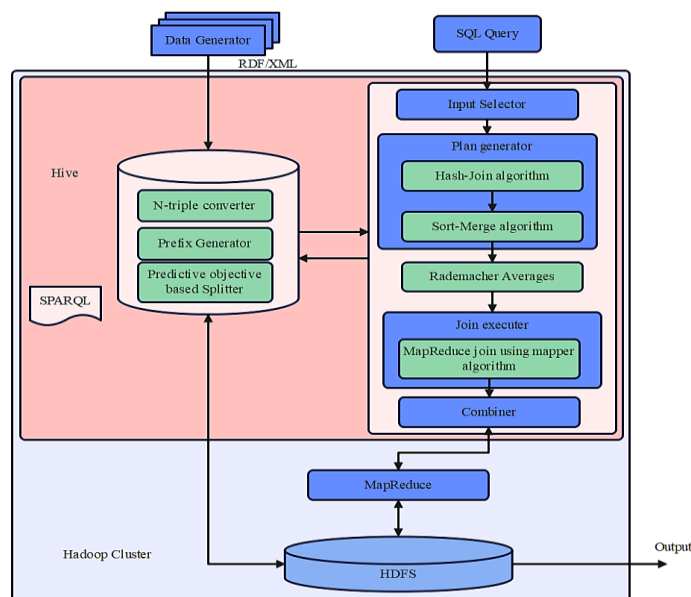 Data Generator
SQL Query
RDF/XML
Input Selector
Plan generator
Hive
Hash-Join algorithm
N-triple converter
Sort-Merge algorithm
Prefix Generator
Predictive objective
based Splitter
Rademacher Averages
SPARQL
Join executer
MapReduce join using mapper
algorithm
Combiner
MapReduce
Hadoop Cluster
Output
HDFS